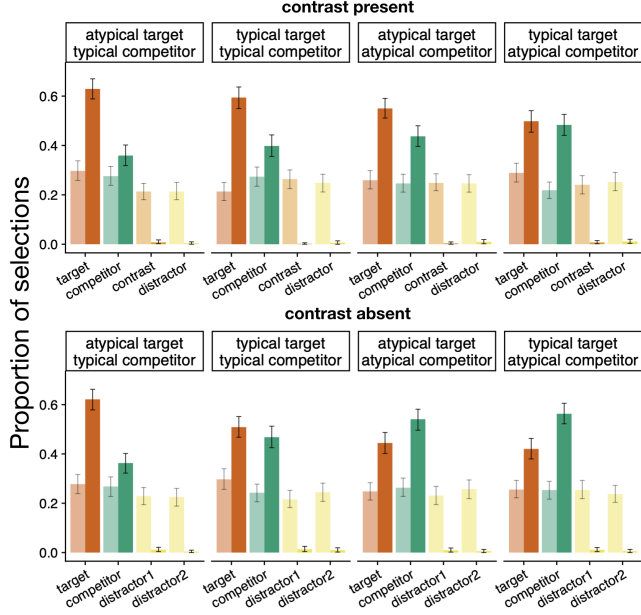 contrast present
atypical target
typical competitor
typical target
typical competitor
atypical target
atypical competitor
typical target
atypical competitor
0.6
0.4
0.2
0.0
target
competitor
contrast
distractor
target
competitor
contrast
distractor
target
competitor
contrast
distractor
target
competitor
contrast
distractor
Proportion of selections
contrast absent
atypical target
typical competitor
typical target
typical competitor
atypical target
atypical competitor
typical target
atypical competitor
0.6
0.4
0.2
0.0
target
competitor
distractor1
distractor2
target
competitor
distractor1
distractor2
target
competitor
distractor1
distractor2
target
competitor
distractor1
distractor2